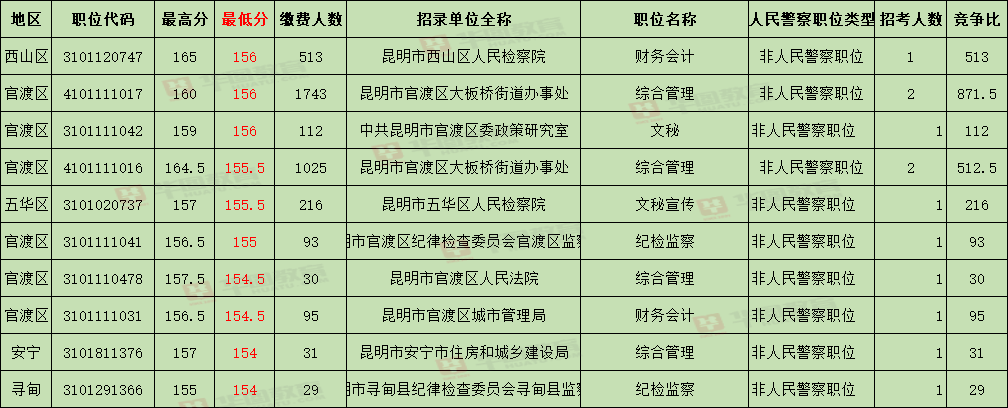 地区 职位代码 最高分 最低分 缴费人数 招录单位全称 职位名称 人民警察职位类型 招考人数 竞争比
西山区 3101120747 165 156 513 昆明市西山区人民检察院 财务会计 非人民警察职位 1 513
官渡区 4101111017 160 156 1743 昆明市官渡区大板桥街道办事处 综合管理 非人民警察职位 2 871.5
官渡区 3101111042 159 156 112 中共昆明市官渡区委政策研究室 文秘 非人民警察职位 1 112
官渡区 4101111016 164.5 155.5 1025 昆明市官渡区大板桥街道办事处 综合管理 非人民警察职位 2 512.5
五华区 3101020737 157 155.5 216 昆明市五华区人民检察院 文秘宣传 非人民警察职位 1 216
官渡区 3101111041 156.5 155 93 明市官渡区纪律检查委员会官渡区监察 纪检监察 非人民警察职位 1 93
官渡区 3101110478 157.5 154.5 30 昆明市官渡区人民法院 综合管理 非人民警察职位 1 30
官渡区 3101111031 156.5 154.5 95 昆明市官渡区城市管理局 财务会计 非人民警察职位 1 95
安宁 3101811376 157 154 31 昆明市安宁市住房和城乡建设局 综合管理 非人民警察职位 1 31
寻甸 3101291366 155 154 29 明市寻甸县纪律检查委员会寻甸县监察 纪检监察 非人民警察职位 1 29